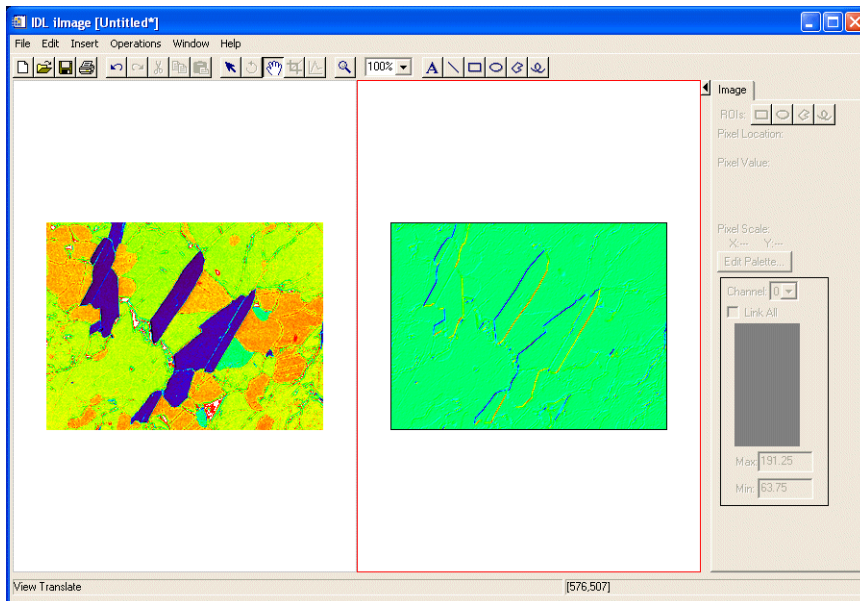 IDL iImage [Untitled*]
File Edit Insert Operations Window Help
100%
A
Image
ROIs:
Pixel Location:
Pixel Value:
Pixel Scale:
X:--- Y:---
Edit Palette...
Channel: 0
Link All
Max: 191.25
Min: 63.75
View Translate [576,507]